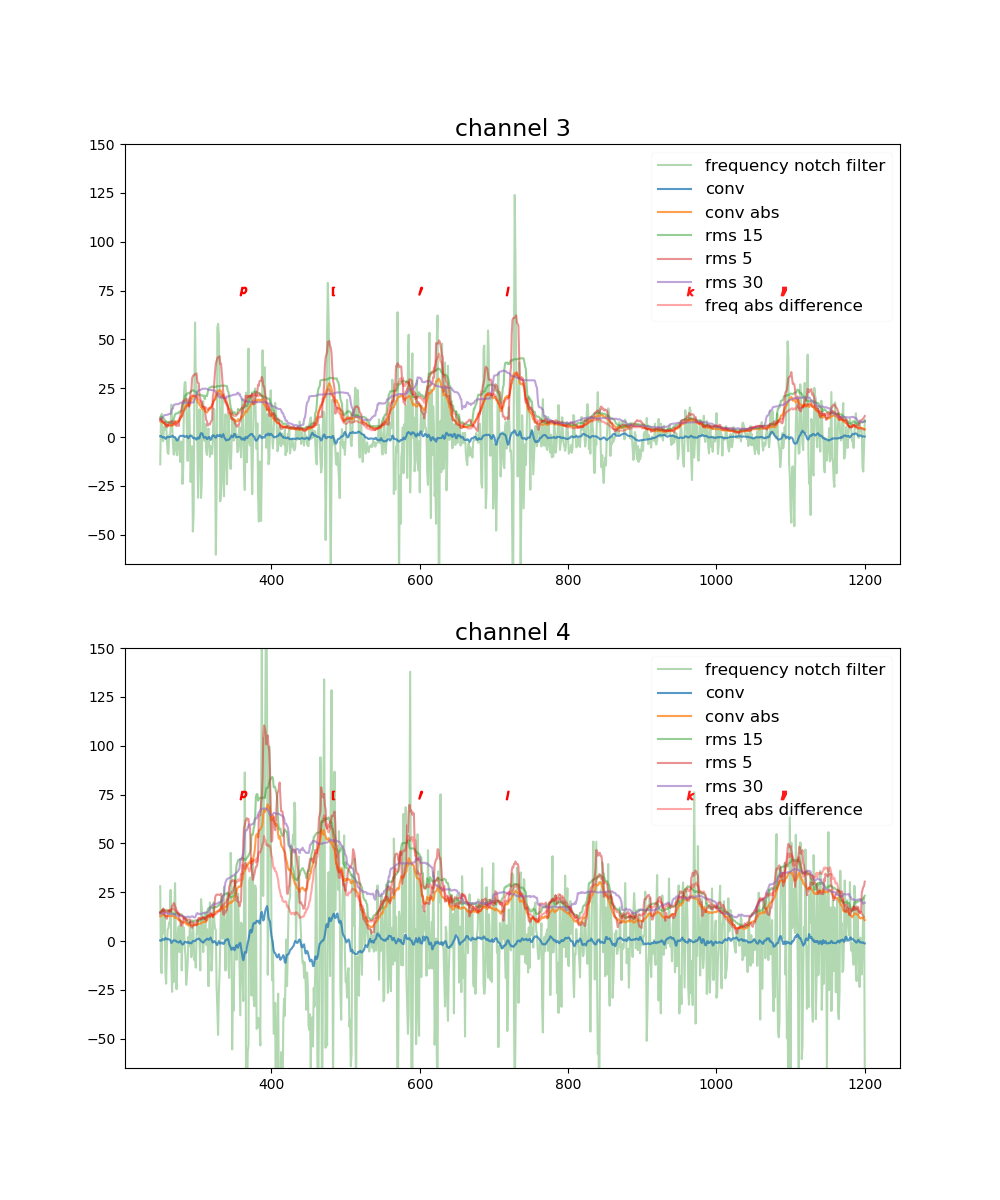 channel 3
150
125
100
75
50
25
0
−25
−50
400 600 800 1000 1200
frequency notch filter
conv
conv abs
rms 15
rms 5
rms 30
freq abs difference
p [ l k
channel 4
150
125
100
75
50
25
0
−25
−50
400 600 800 1000 1200
frequency notch filter
conv
conv abs
rms 15
rms 5
rms 30
freq abs difference
p [ l k